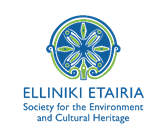 ELLINIKI ETAIRIA
Society for the Environment
and Cultural Heritage